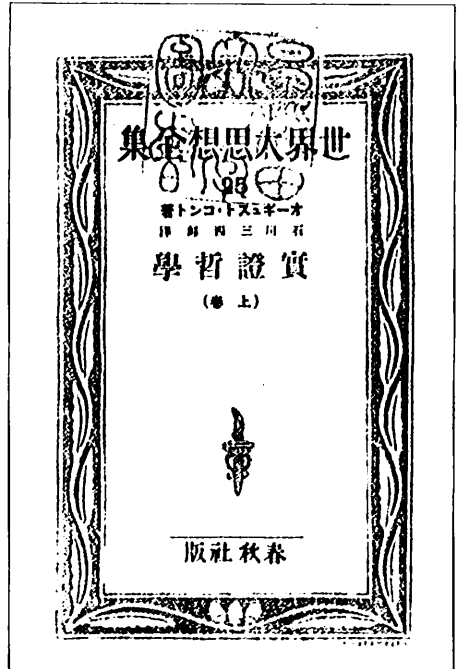 世界大思想全集
25
オーギュスト・コント著
石川三四郎譯
實證哲學
(上卷)
春秋社版